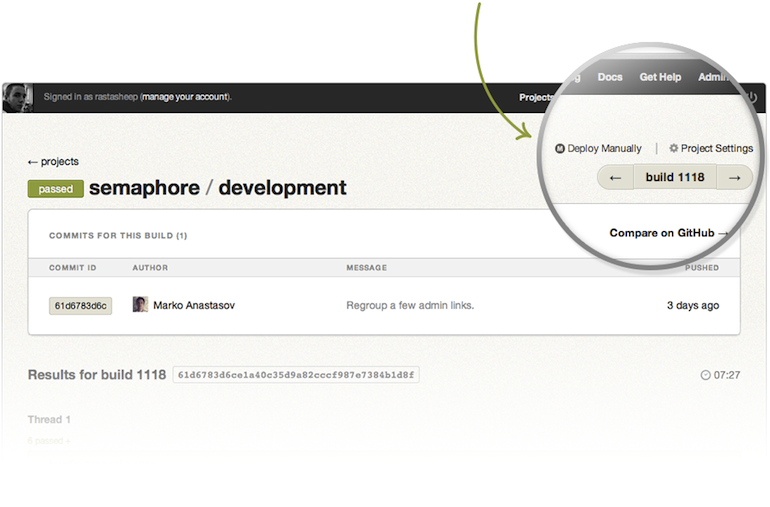 Signed in as rastasheep (manage your account).
Projects
Docs Get Help Admin
Deploy Manually | Project Settings
← projects
← build 1118 →
passed semaphore / development
COMMITS FOR THIS BUILD (1)
Compare on GitHub →
COMMIT ID AUTHOR MESSAGE PUSHED
61d6783d6c Marko Anastasov Regroup a few admin links. 3 days ago
Results for build 1118 61d6783d6ce1a40c35d9a82cccf987e7384b1d8f 07:27
Thread 1